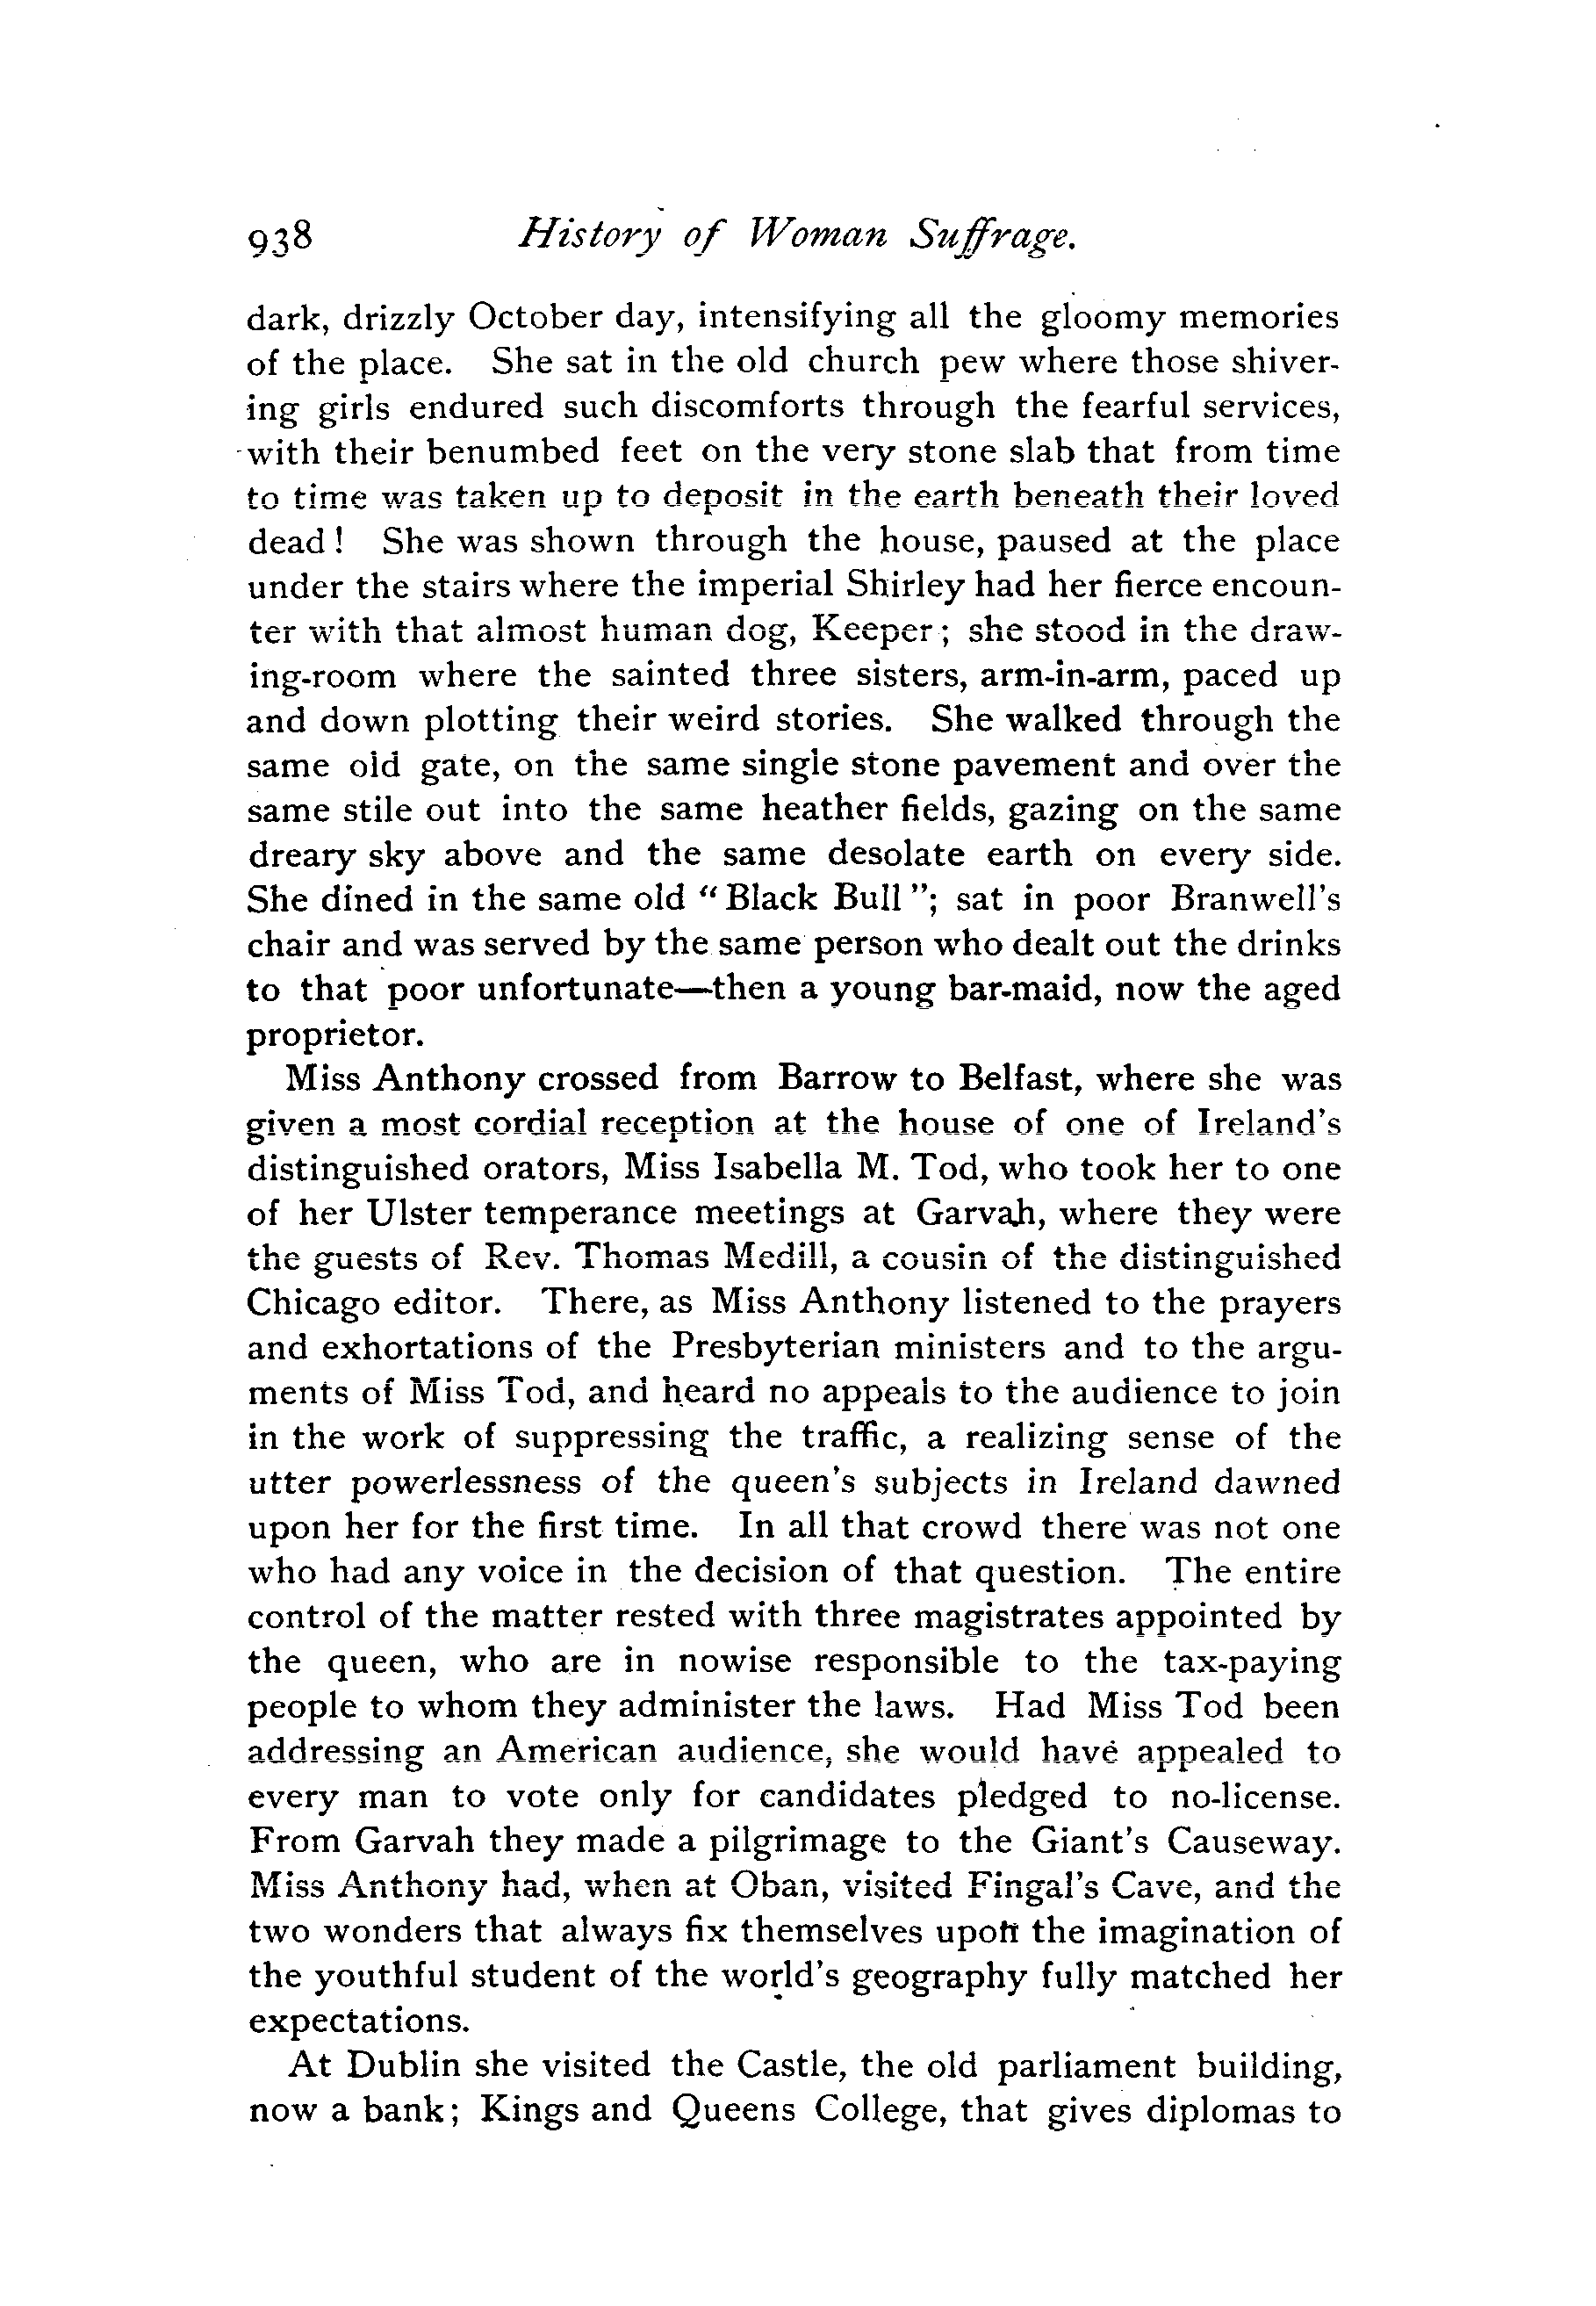 938 History of Woman Suffrage.
dark, drizzly October day, intensifying all the gloomy memories
of the place. She sat in the old church pew where those shiver-
ing girls endured such discomforts through the fearful services,
with their benumbed feet on the very stone slab that from time
to time was taken up to deposit in the earth beneath their loved
dead! She was shown through the house, paused at the place
under the stairs where the imperial Shirley had her fierce encoun-
ter with that almost human dog, Keeper; she stood in the draw-
ing-room where the sainted three sisters, arm-in-arm, paced up
and down plotting their weird stories. She walked through the
same old gate, on the same single stone pavement and over the
same stile out into the same heather fields, gazing on the same
dreary sky above and the same desolate earth on every side.
She dined in the same old "Black Bull"; sat in poor Branwell's
chair and was served by the same person who dealt out the drinks
to that poor unfortunate—then a young bar-maid, now the aged
proprietor.
Miss Anthony crossed from Barrow to Belfast, where she was
given a most cordial reception at the house of one of Ireland's
distinguished orators, Miss Isabella M. Tod, who took her to one
of her Ulster temperance meetings at Garvah, where they were
the guests of Rev. Thomas Medill, a cousin of the distinguished
Chicago editor. There, as Miss Anthony listened to the prayers
and exhortations of the Presbyterian ministers and to the argu-
ments of Miss Tod, and heard no appeals to the audience to join
in the work of suppressing the traffic, a realizing sense of the
utter powerlessness of the queen's subjects in Ireland dawned
upon her for the first time. In all that crowd there was not one
who had any voice in the decision of that question. The entire
control of the matter rested with three magistrates appointed by
the queen, who are in nowise responsible to the tax-paying
people to whom they administer the laws. Had Miss Tod been
addressing an American audience, she would have appealed to
every man to vote only for candidates pledged to no-license.
From Garvah they made a pilgrimage to the Giant's Causeway.
Miss Anthony had, when at Oban, visited Fingal's Cave, and the
two wonders that always fix themselves upon the imagination of
the youthful student of the world's geography fully matched her
expectations.
At Dublin she visited the Castle, the old parliament building,
now a bank; Kings and Queens College, that gives diplomas to